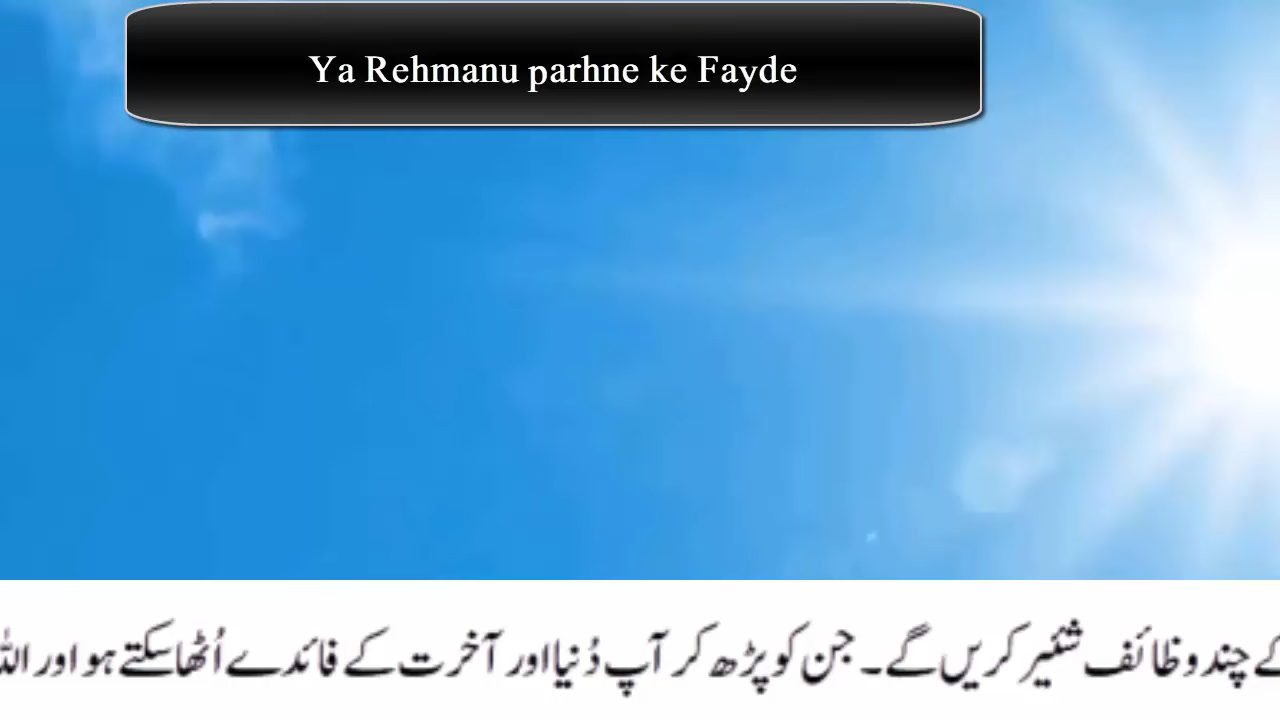 Ya Rehmanu parhne ke Fayde
کے چند وظائف شئیر کریں گے۔ جن کو پڑھ کر آپ دُنیا اور آخرت کے فائدے اُٹھا سکتے ہو اور